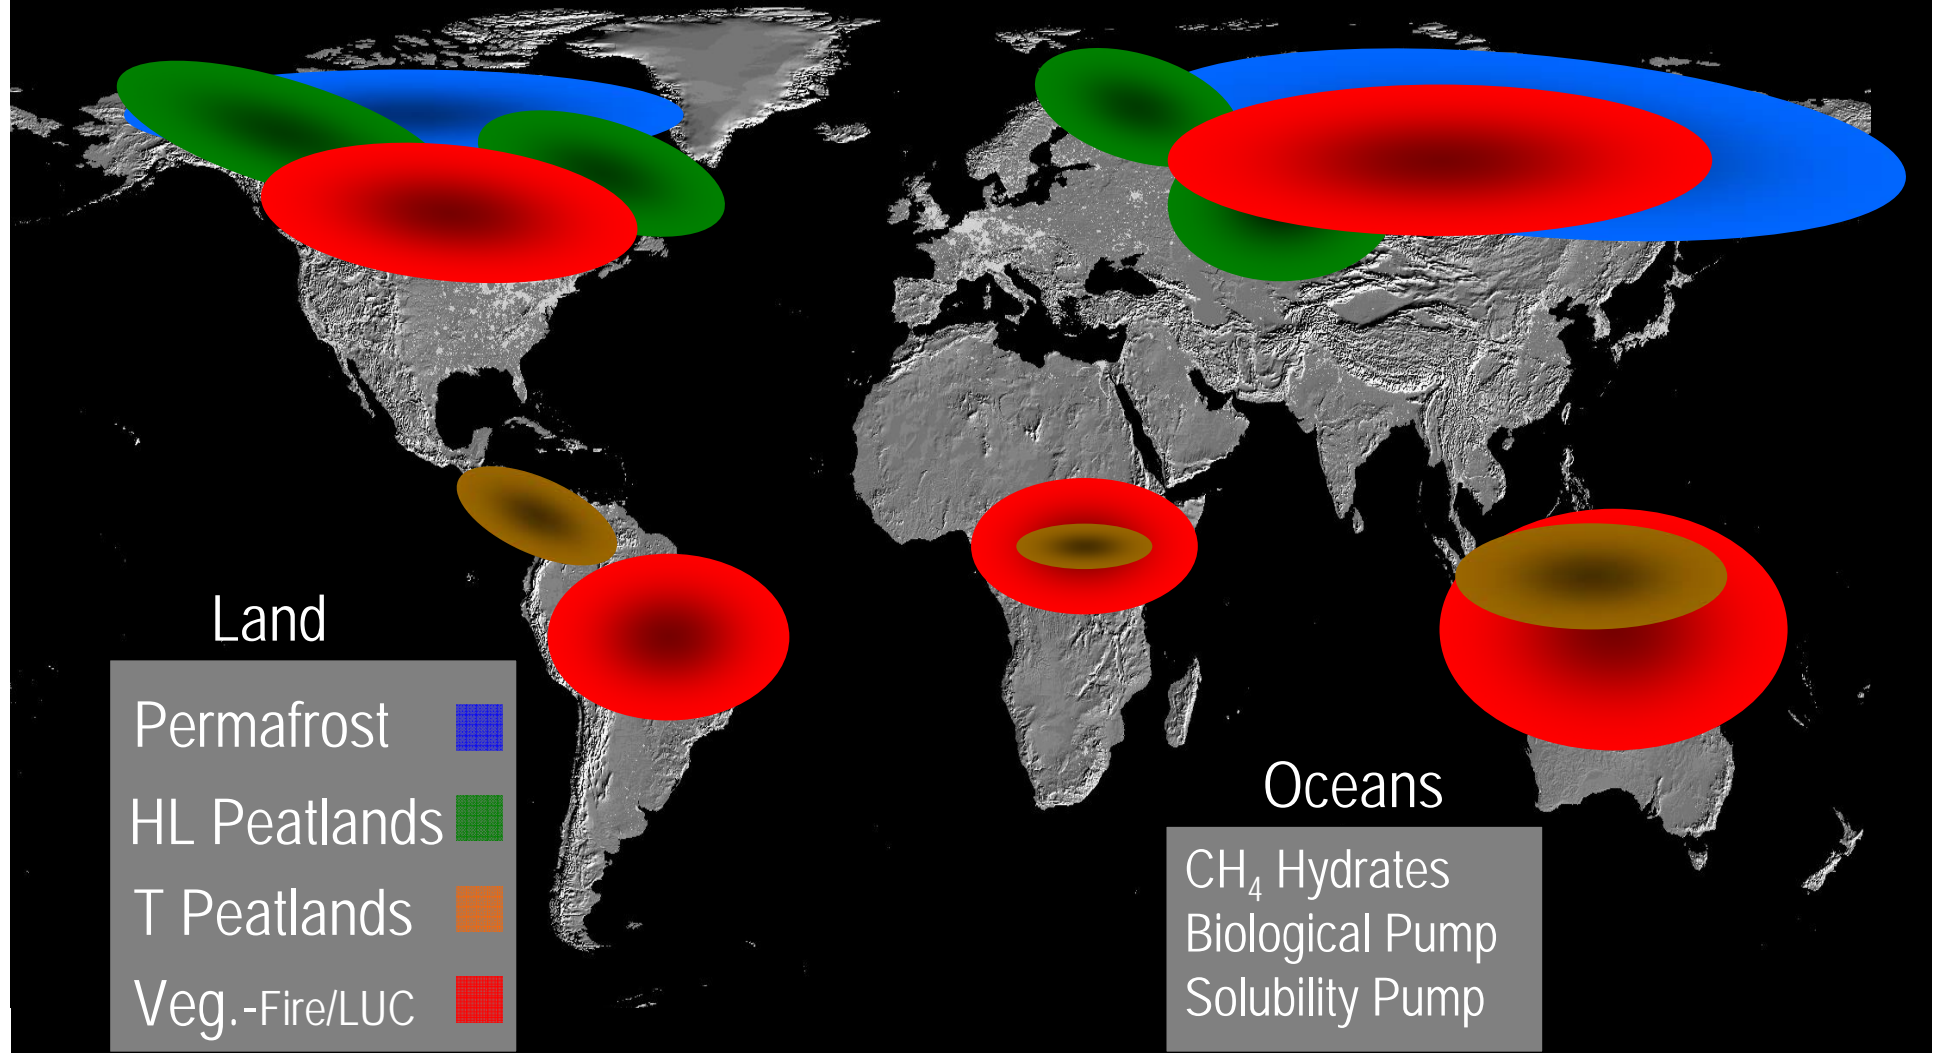 Land
Permafrost
HL Peatlands
T Peatlands
Veg.-Fire/LUC
Oceans
CH₄ Hydrates
Biological Pump
Solubility Pump